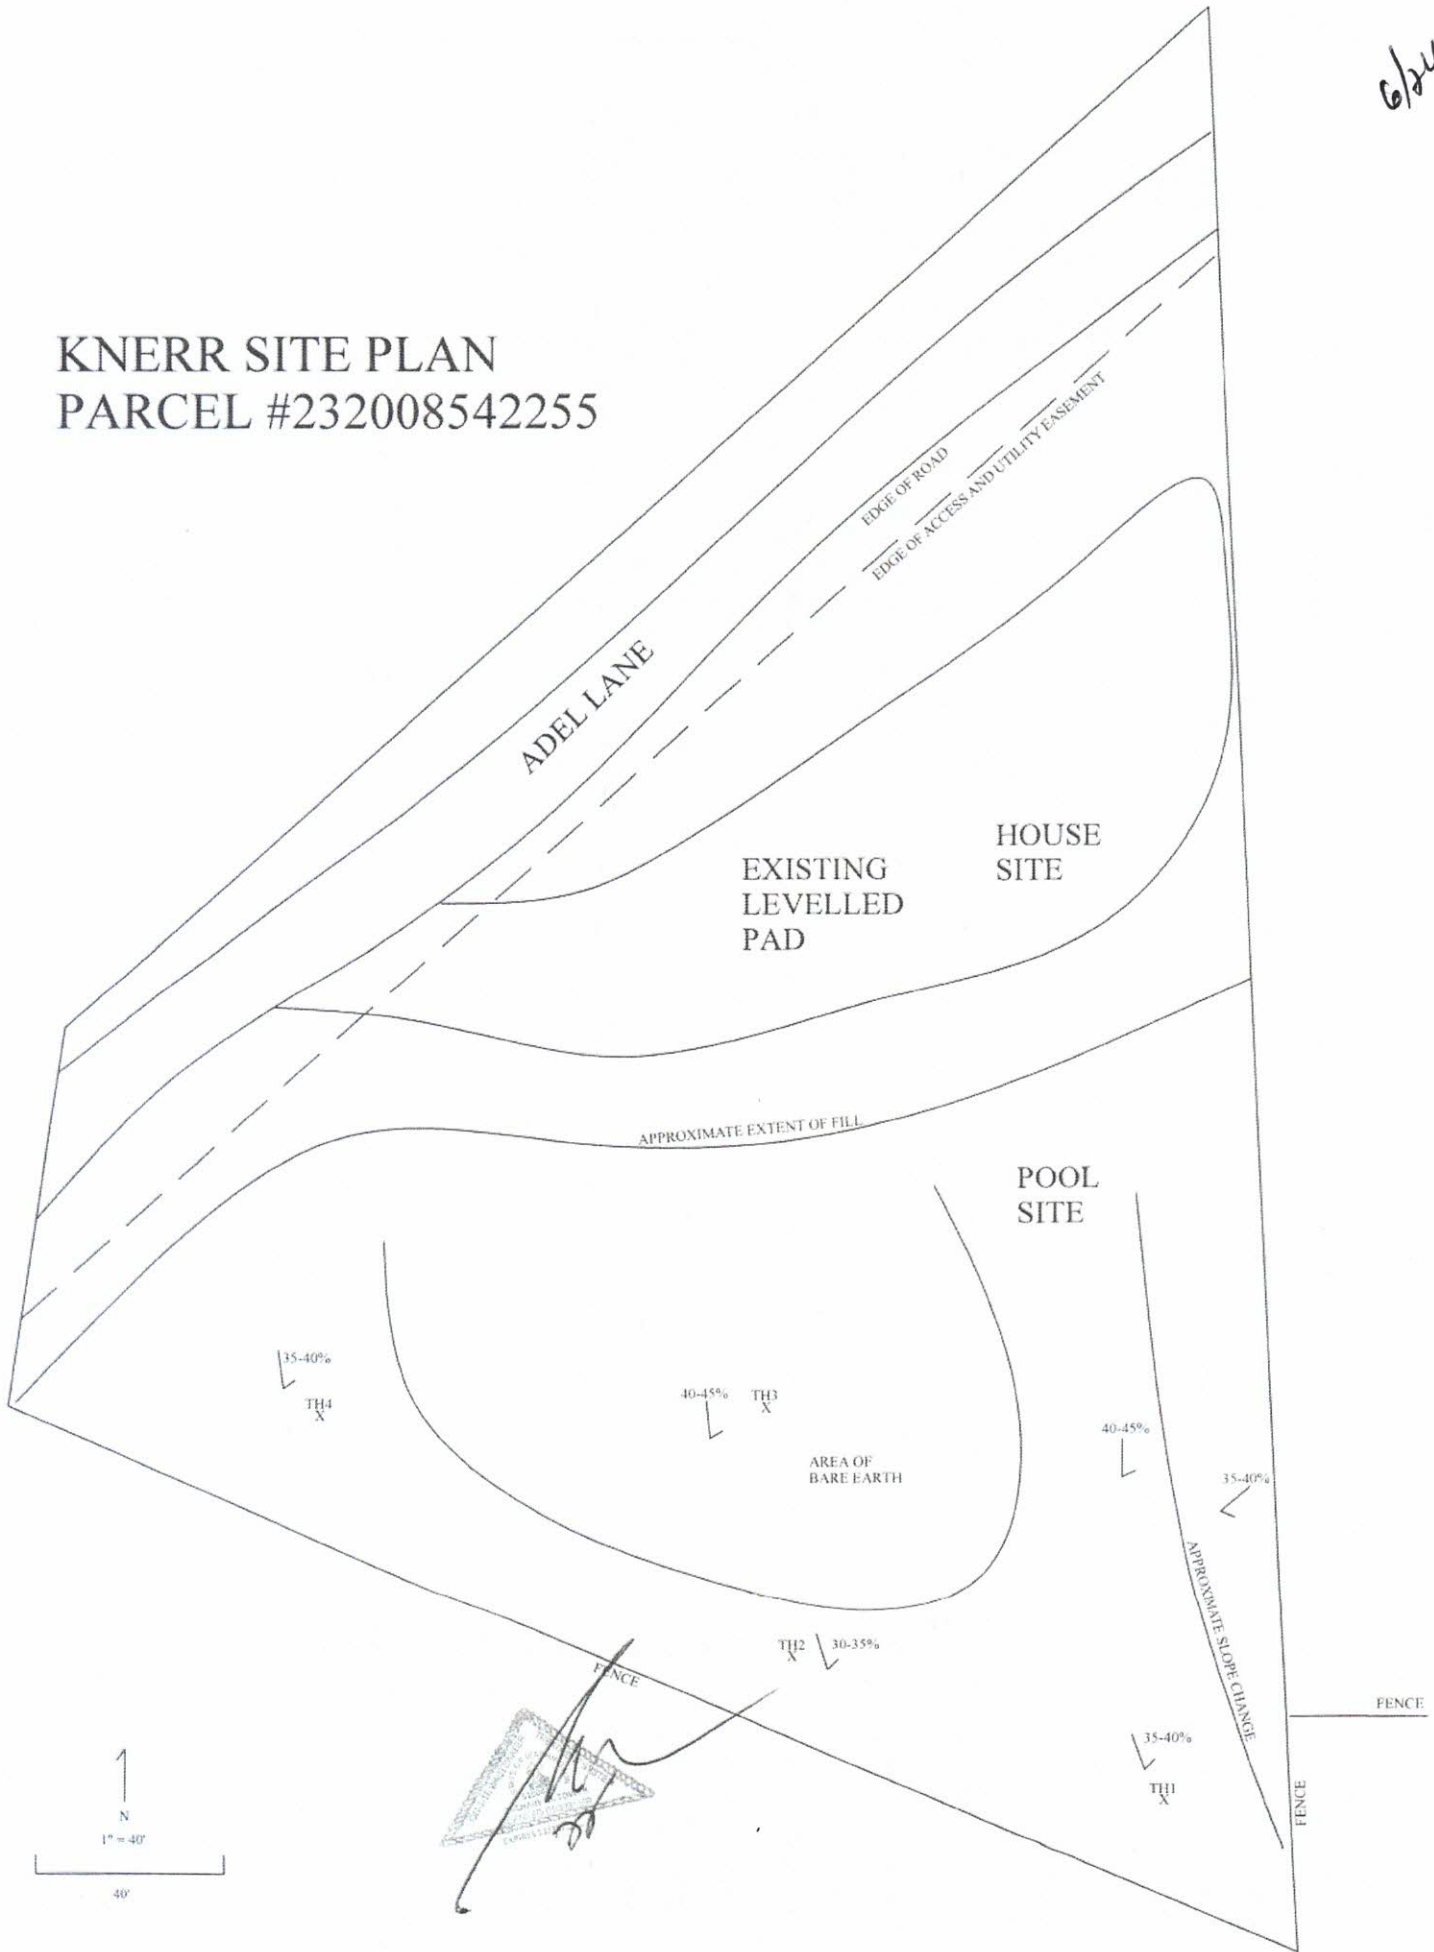 6/24
KNERR SITE PLAN
PARCEL #232008542255
EDGE OF ROAD
EDGE OF ACCESS AND UTILITY EASEMENT
ADEL LANE
HOUSE
SITE
EXISTING
LEVELLED
PAD
APPROXIMATE EXTENT OF FILL
POOL
SITE
35-40%
TH4
X
40-45%
TH3
X
AREA OF
BARE EARTH
40-45%
35-40%
APPROXIMATE SLOPE CHANGE
TH2
X
30-35%
FENCE
FENCE
35-40%
TH1
X
FENCE
N
1" = 40'
40'